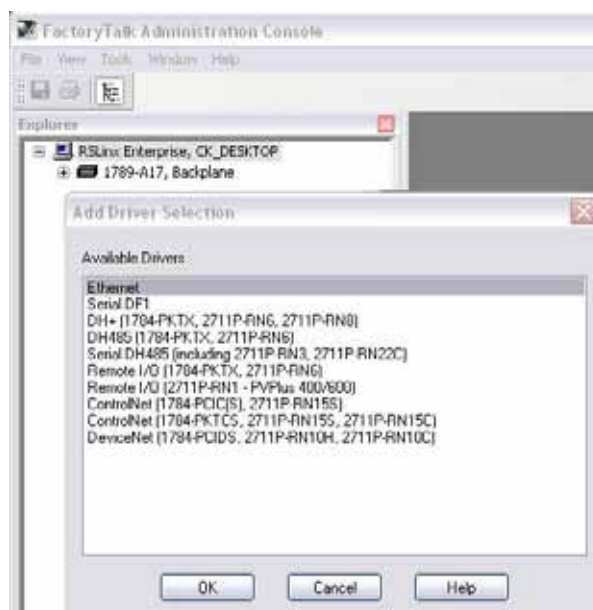 FactoryTalk Administration Console
File View Tools Window Help
Explorer
RSLinx Enterprise, CK_DESKTOP
1789-A17, Backplane
Add Driver Selection
Available Drivers
Ethernet
Serial DF1
DH+ (1784-PKTX, 2711P-RN6, 2711P-RN8)
DH485 (1784-PKTX, 2711P-RN6)
Serial DH485 (including 2711P-RN3, 2711P-RN22C)
Remote I/O (1784-PKTX, 2711P-RN6)
Remote I/O (2711P-RN1 - PVPlus 400/600)
ControlNet (1784-PCIC(S), 2711P-RN15S)
ControlNet (1784-PKTCS, 2711P-RN15S, 2711P-RN15C)
DeviceNet (1784-PCIDS, 2711P-RN10H, 2711P-RN10C)
OK Cancel Help